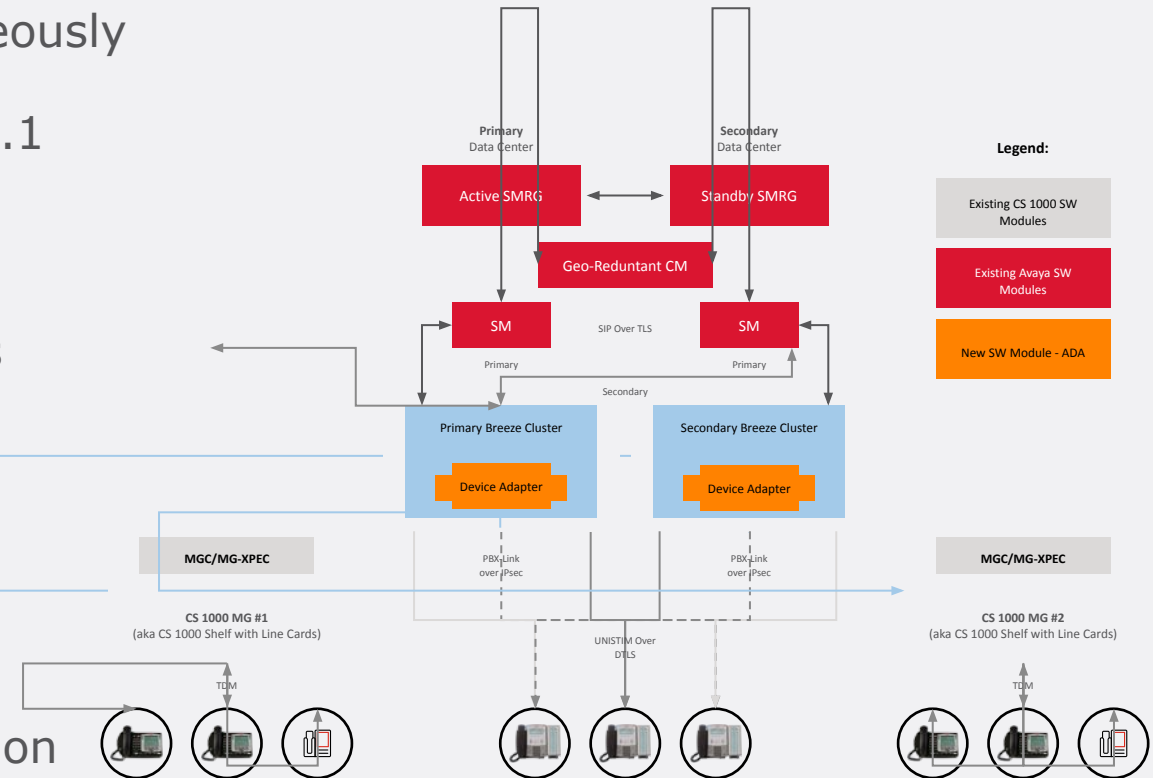 eously
.1
Primary
Data Center
Secondary
Data Center
Legend:
Active SMRG
Standby SMRG
Existing CS 1000 SW
Modules
Geo-Reduntant CM
Existing Avaya SW
Modules
SM
SIP Over TLS
SM
New SW Module - ADA
Primary
Primary
Secondary
Primary Breeze Cluster
Secondary Breeze Cluster
Device Adapter
Device Adapter
MGC/MG-XPEC
PBX-Link
over IPsec
PBX-Link
over IPsec
MGC/MG-XPEC
CS 1000 MG #1
(aka CS 1000 Shelf with Line Cards)
CS 1000 MG #2
(aka CS 1000 Shelf with Line Cards)
UNISTIM Over
DTLS
TDM
TDM
on